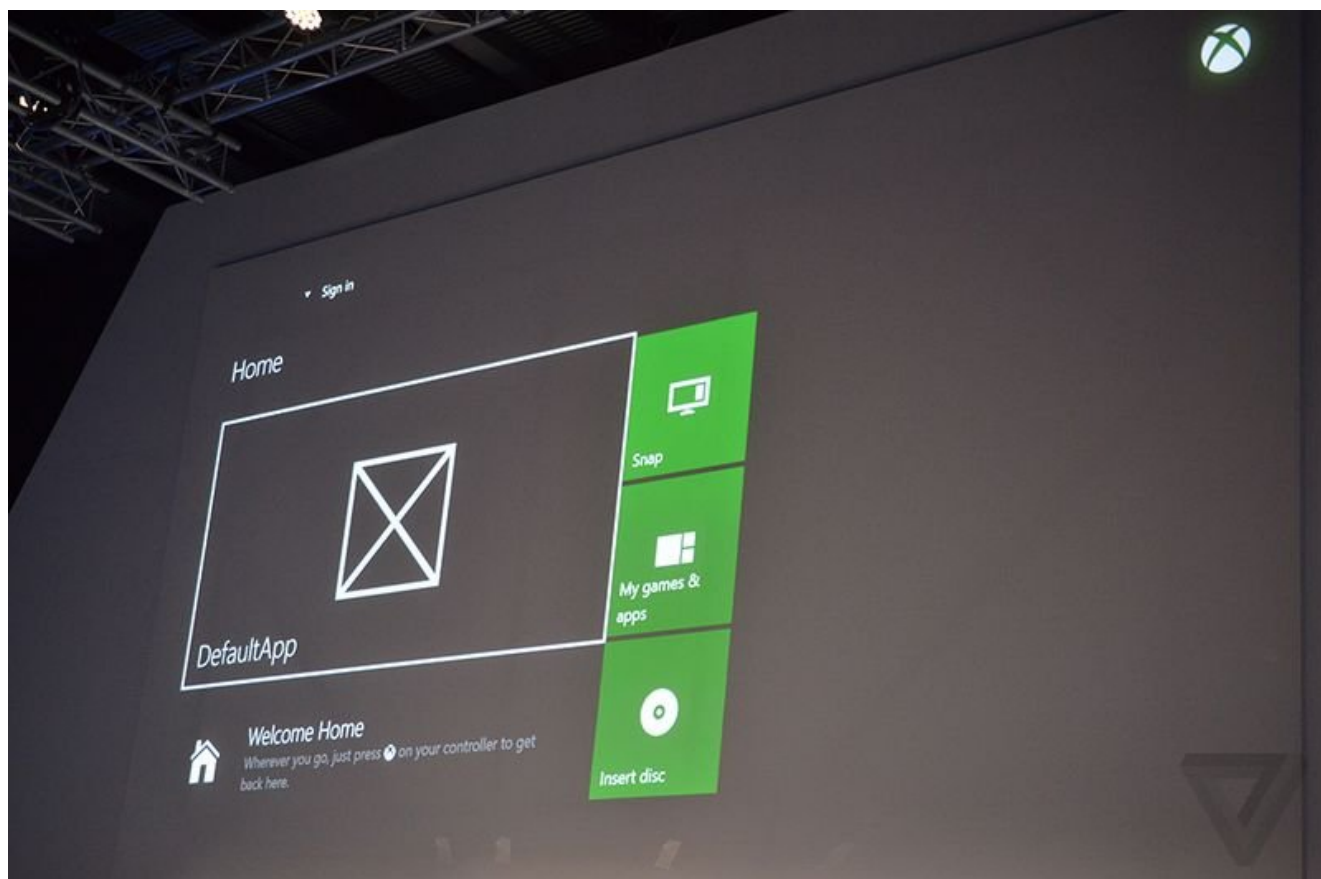 Sign in
Home
Snap
My games &
apps
DefaultApp
Insert disc
Welcome Home
Wherever you go, just press on your controller to get
back here.